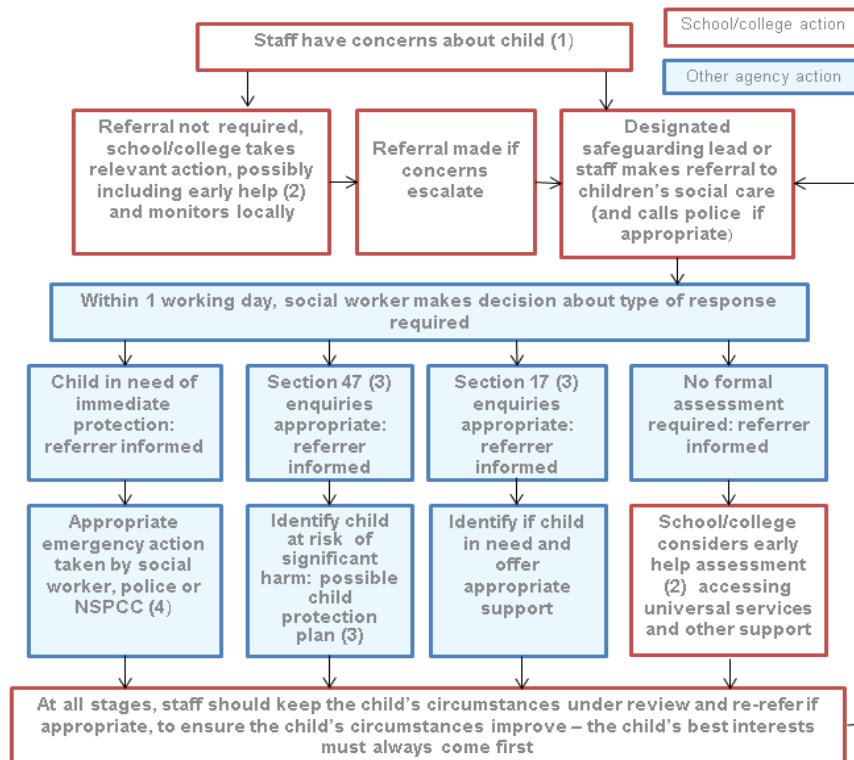 Staff have concerns about child (1)
School/college action
Other agency action
Referral not required,
school/college takes
relevant action, possibly
including early help (2)
and monitors locally
Referral made if
concerns
escalate
Designated
safeguarding lead or
staff makes referral to
children's social care
(and calls police if
appropriate)
Within 1 working day, social worker makes decision about type of response
required
Child in need of
immediate
protection:
referrer informed
Section 47 (3)
enquiries
appropriate:
referrer
informed
Section 17 (3)
enquiries
appropriate:
referrer
informed
No formal
assessment
required: referrer
informed
Appropriate
emergency action
taken by social
worker, police or
NSPCC (4)
Identify child
at risk of
significant
harm: possible
child
protection
plan (3)
Identify if child
in need and
offer
appropriate
support
School/college
considers early
help assessment
(2) accessing
universal services
and other support
At all stages, staff should keep the child's circumstances under review and re-refer if
appropriate, to ensure the child's circumstances improve – the child's best interests
must always come first